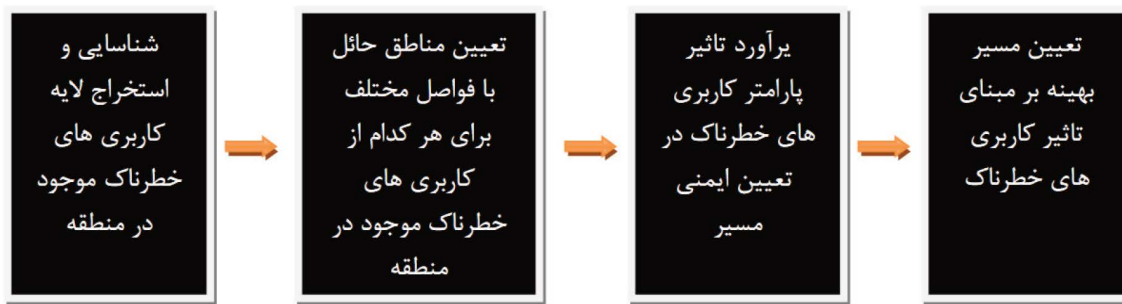 شناسایی و
استخراج لایه
کاربری های
خطرناک موجود
در منطقه
تعیین مناطق حائل
با فواصل مختلف
برای هر کدام از
کاربری های
خطرناک موجود در
منطقه
یرآورد تاثیر
پارامتر کاربری
های خطرناک در
تعیین ایمنی
مسیر
تعیین مسیر
بهینه بر مبنای
تاثیر کاربری
های خطرناک